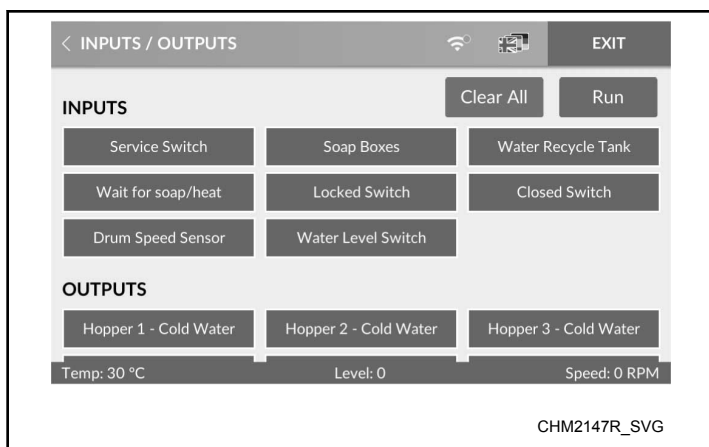 < INPUTS / OUTPUTS EXIT
Clear All Run
INPUTS
Service Switch Soap Boxes Water Recycle Tank
Wait for soap/heat Locked Switch Closed Switch
Drum Speed Sensor Water Level Switch
OUTPUTS
Hopper 1 - Cold Water Hopper 2 - Cold Water Hopper 3 - Cold Water
Temp: 30 °C Level: 0 Speed: 0 RPM
CHM2147R_SVG